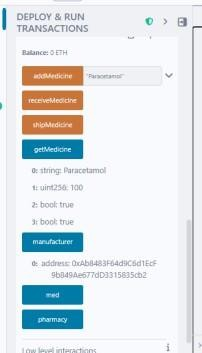 DEPLOY & RUN
TRANSACTIONS
Balance: 0 ETH
addMedicine "Paracetamol"
receiveMedicine
shipMedicine
getMedicine
0: string: Paracetamol
1: uint256: 100
2: bool: true
3: bool: true
manufacturer
0: address: 0xAb8483F64d9C6d1EcF
9b849Ae677dD3315835cb2
med
pharmacy
Low level interactions
i